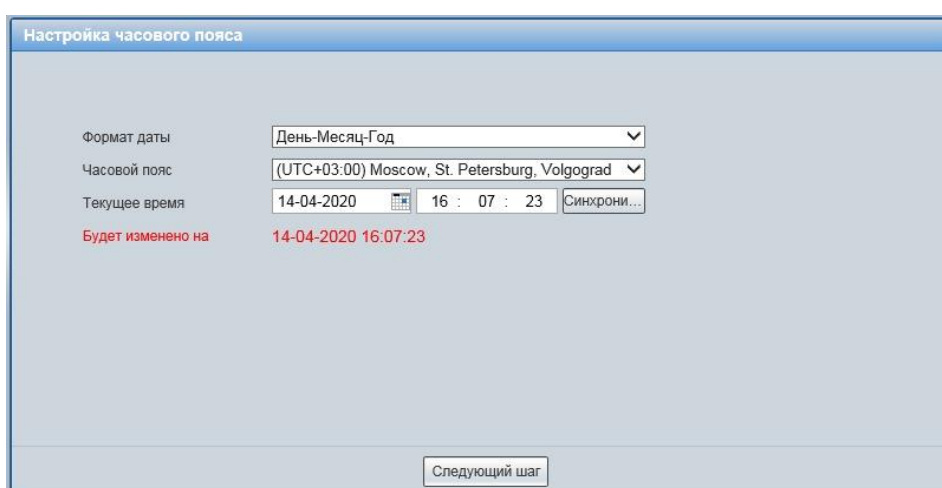 Настройка часового пояса
Формат даты День-Месяц-Год
Часовой пояс (UTC+03:00) Moscow, St. Petersburg, Volgograd
Текущее время 14-04-2020 16 : 07 : 23 Синхрони...
Будет изменено на 14-04-2020 16:07:23
Следующий шаг